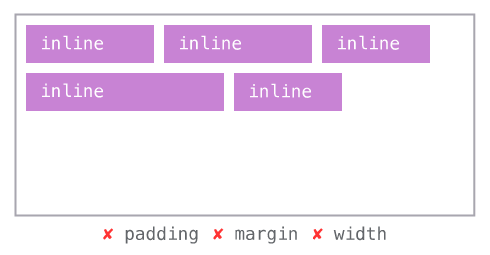 inline inline inline
inline inline
✘ padding ✘ margin ✘ width